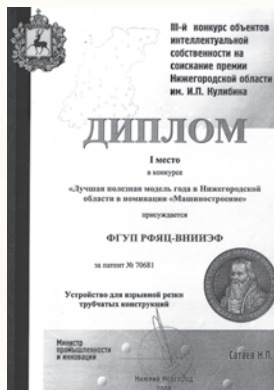 III-й конкурс объектов
интеллектуальной
собственности на
соискание премии
Нижегородской области
им. И.П. Кулибина
ДИПЛОМ
I место
в конкурсе
«Лучшая полезная модель года в Нижегородской
области в номинации «Машиностроение»
присуждается
ФГУП РФЯЦ-ВНИИЭФ
за патент № 70681
Устройство для взрывной резки
трубчатых конструкций
Министр
промышленности
и инноваций
Сатаев Н.П.
Нижний Новгород